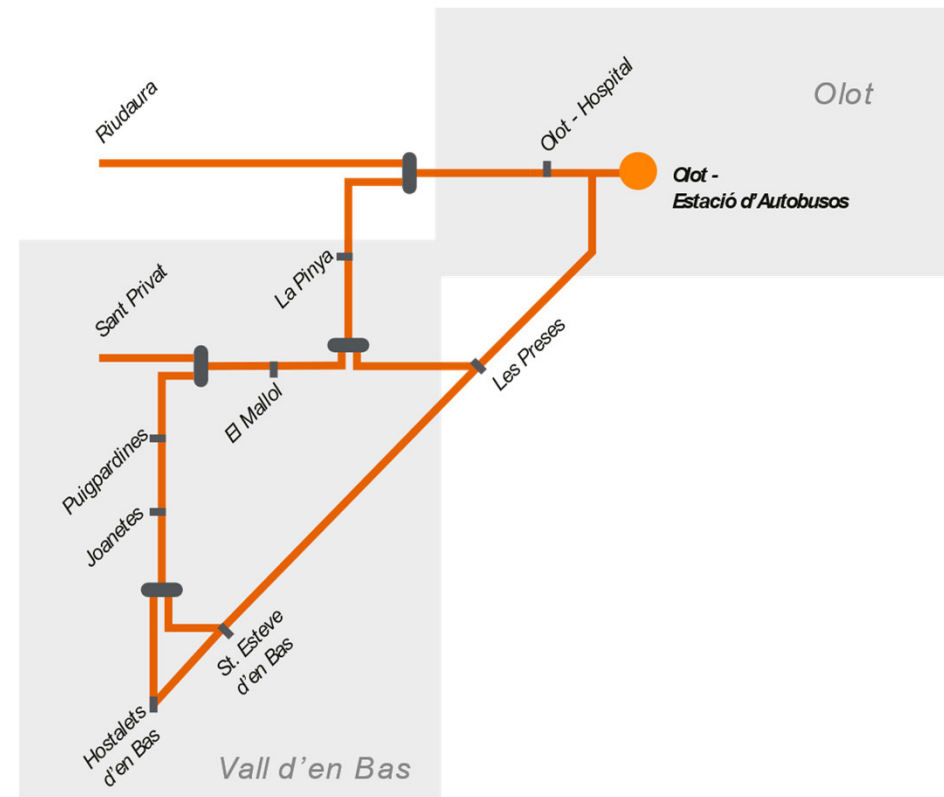 Olot
Olot - Hospital
Riudaura
Olot -
Estació d'Autobusos
La Pinya
Sant Privat
Les Preses
El Mallol
Puigpardines
Joanetes
St. Esteve
d'en Bas
Hostalets
d'en Bas
Vall d'en Bas